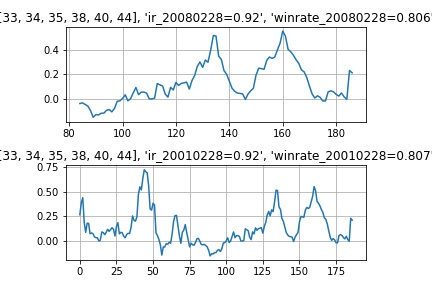 [33, 34, 35, 38, 40, 44], 'ir_20080228=0.92', 'winrate_20080228=0.806'
0.4
0.2
0.0
80 100 120 140 160 180
[33, 34, 35, 38, 40, 44], 'ir_20010228=0.92', 'winrate_20010228=0.807'
0.75
0.50
0.25
0.00
0 25 50 75 100 125 150 175